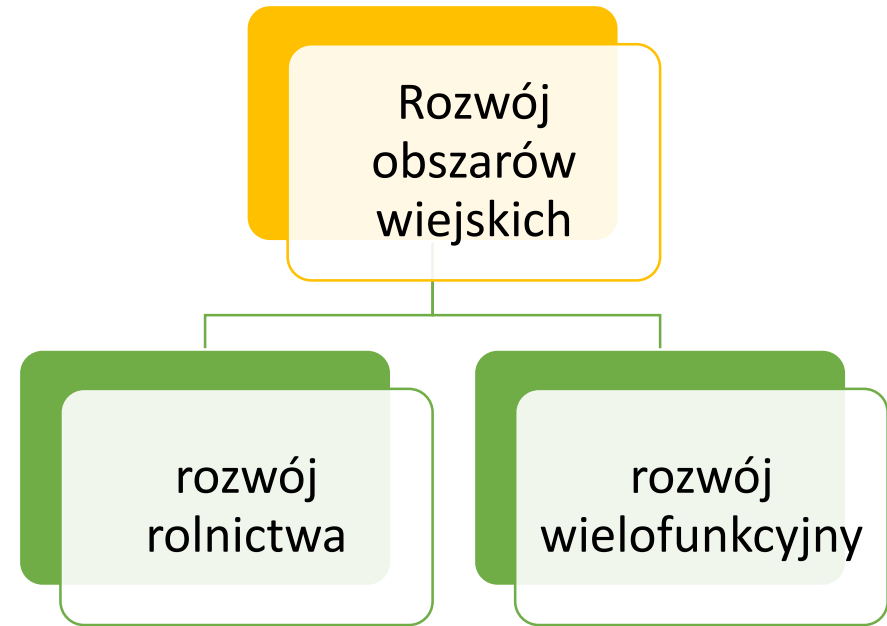 Rozwój
obszarów
wiejskich
rozwój
rolnictwa
rozwój
wielofunkcyjny